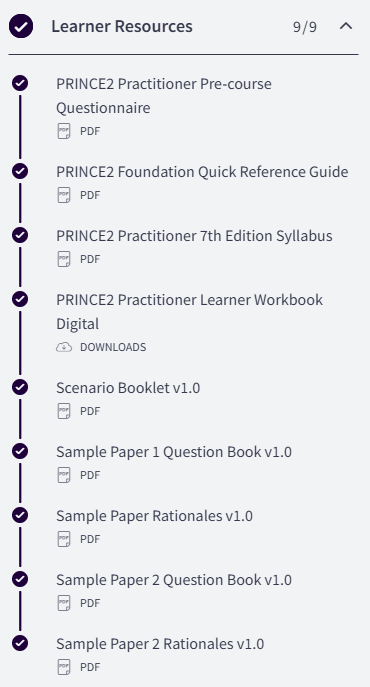 Learner Resources 9/9
PRINCE2 Practitioner Pre-course
Questionnaire
PDF
PRINCE2 Foundation Quick Reference Guide
PDF
PRINCE2 Practitioner 7th Edition Syllabus
PDF
PRINCE2 Practitioner Learner Workbook
Digital
DOWNLOADS
Scenario Booklet v1.0
PDF
Sample Paper 1 Question Book v1.0
PDF
Sample Paper Rationales v1.0
PDF
Sample Paper 2 Question Book v1.0
PDF
Sample Paper 2 Rationales v1.0
PDF